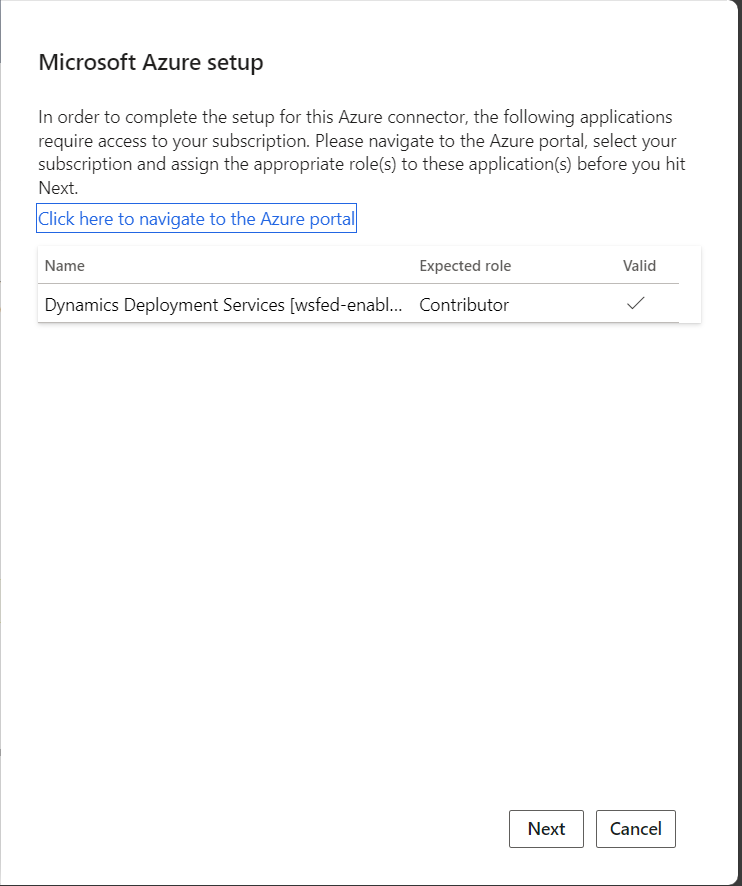 Microsoft Azure setup
In order to complete the setup for this Azure connector, the following applications
require access to your subscription. Please navigate to the Azure portal, select your
subscription and assign the appropriate role(s) to these application(s) before you hit
Next.
Click here to navigate to the Azure portal
Name Expected role Valid
Dynamics Deployment Services [wsfed-enabl... Contributor
Next Cancel